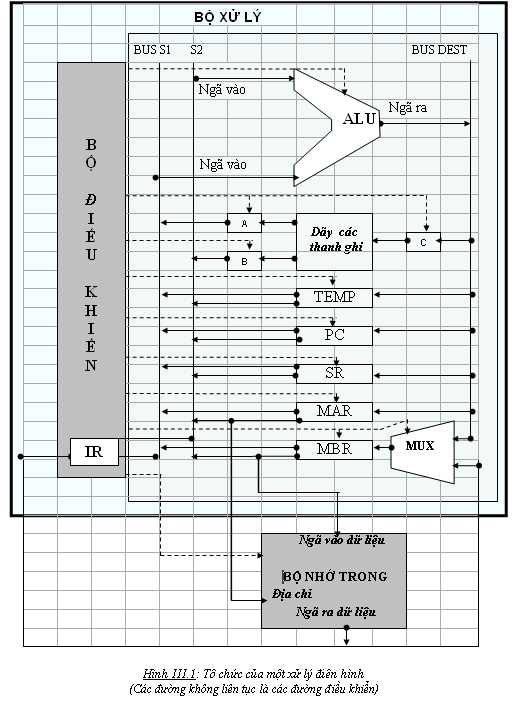 BỘ XỬ LÝ
BUS S1
S2
BUS DEST
Ngã vào
ALU
Ngã ra
Ngã vào
BỘ ĐIỀU KHIỂN
A
B
Dãy các
thanh ghi
C
TEMP
PC
SR
MAR
MBR
MUX
IR
Ngã vào dữ liệu
BỘ NHỚ TRONG
Địa chỉ
Ngã ra dữ liệu
Hình III.1: Tổ chức của một xử lý điển hình
(Các đường không liên tục là các đường điều khiển)